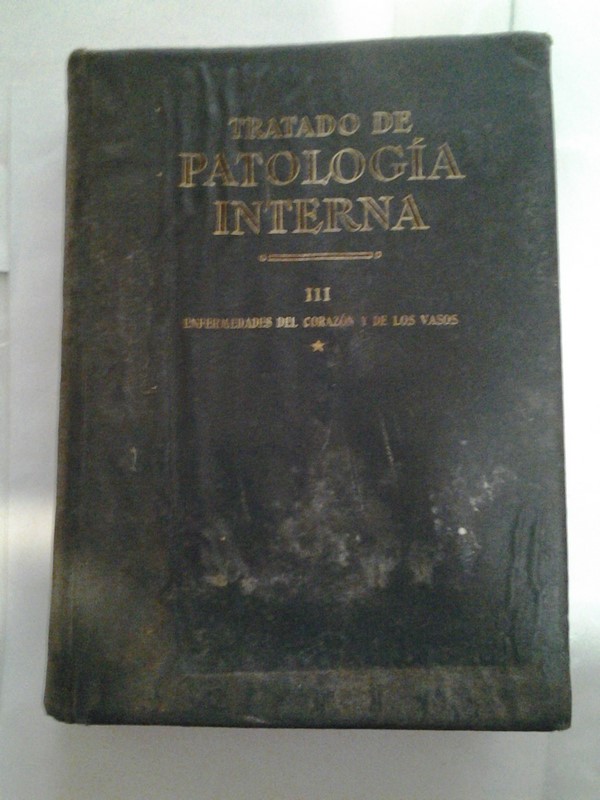 TRATADO DE
PATOLOGÍA
INTERNA
III
ENFERMEDADES DEL CORAZÓN Y DE LOS VASOS